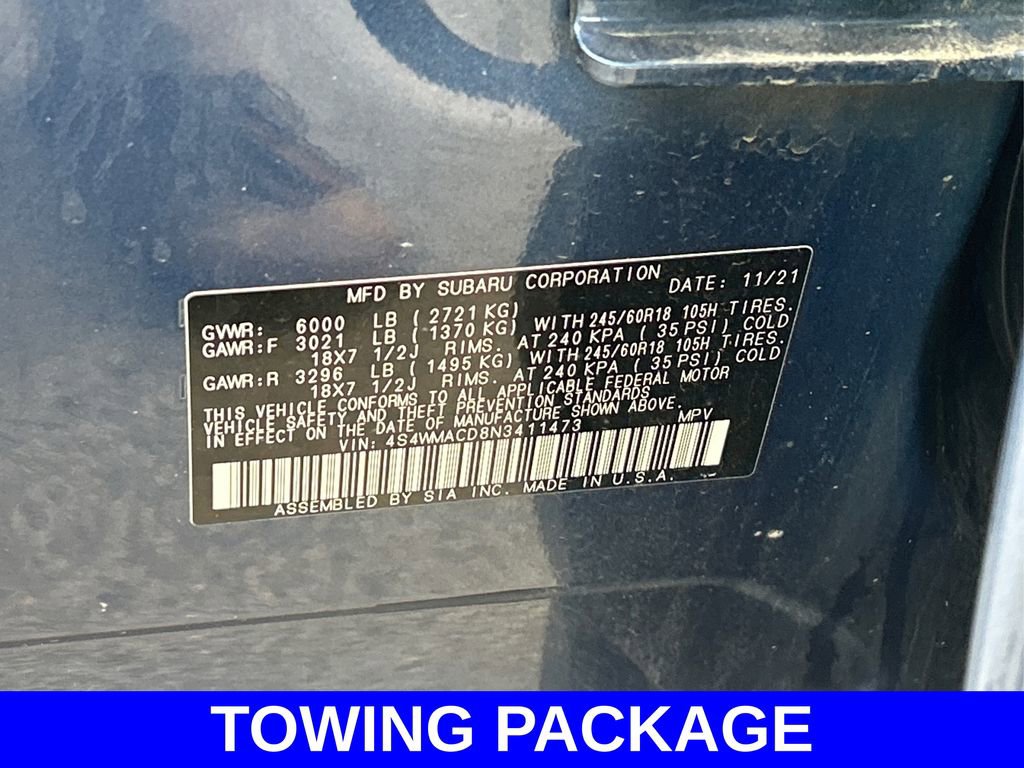 MFD BY SUBARU CORPORATION DATE: 11/21
GVWR: 6000 LB ( 2721 KG)
GAWR:F 3021 LB ( 1370 KG) WITH 245/60R18 105H TIRES.
18X7 1/2J RIMS. AT 240 KPA ( 35 PSI) COLD
GAWR:R 3296 LB ( 1495 KG) WITH 245/60R18 105H TIRES.
18X7 1/2J RIMS. AT 240 KPA ( 35 PSI) COLD
THIS VEHICLE CONFORMS TO ALL APPLICABLE FEDERAL MOTOR
VEHICLE SAFETY AND THEFT PREVENTION STANDARDS
IN EFFECT ON THE DATE OF MANUFACTURE SHOWN ABOVE.
VIN: 4S4WMACD8N3411473 MPV
ASSEMBLED BY SIA INC. MADE IN U.S.A.
TOWING PACKAGE